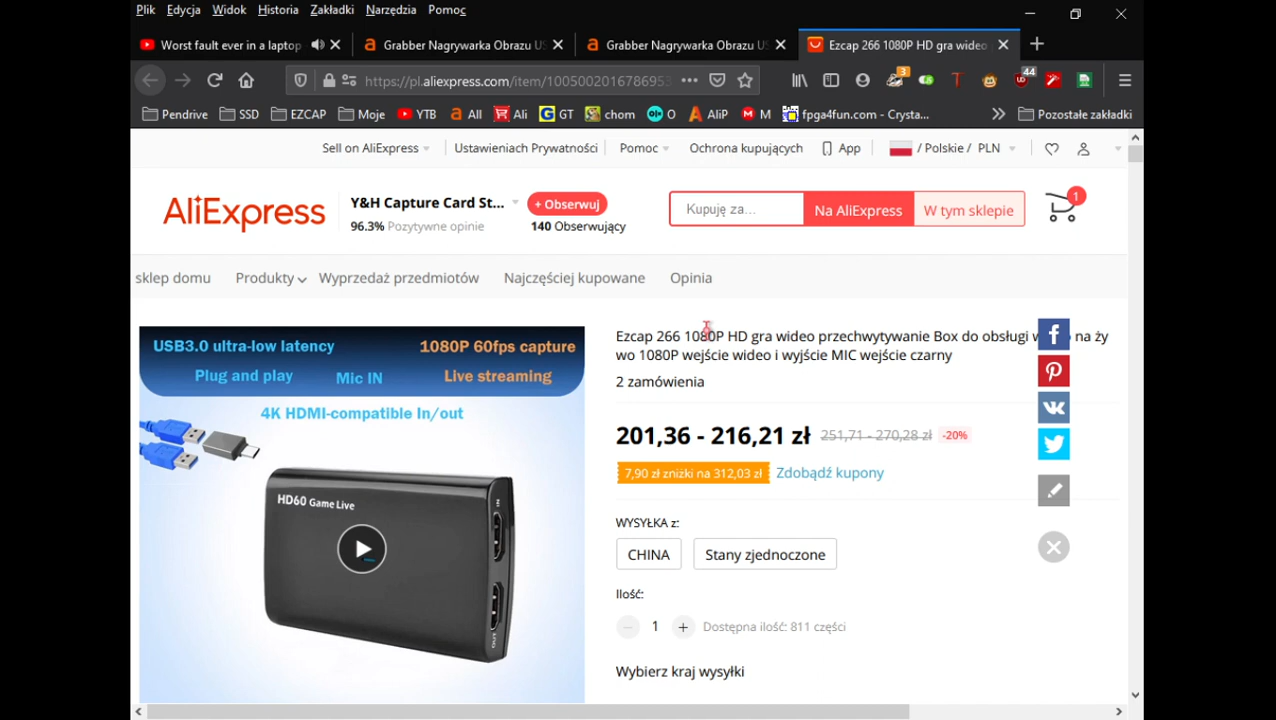 Plik Edycja Widok Historia Zakładki Narzędzia Pomoc
Worst fault ever in a laptop
Grabber Nagrywarka Obrazu US
Grabber Nagrywarka Obrazu US
Ezcap 266 1080P HD gra wideo
https://pl.aliexpress.com/item/1005002016786953
3
44
Pendrive SSD EZCAP Moje YTB All Ali GT chom O AliP M fpga4fun.com - Crysta... Pozostałe zakładki
Sell on AliExpress Ustawieniach Prywatności Pomoc Ochrona kupujących App / Polskie / PLN
AliExpress
Y&H Capture Card St...
+ Obserwuj
96.3% Pozytywne opinie
140 Obserwujący
Kupuję za...
Na AliExpress
W tym sklepie
1
sklep domu Produkty Wyprzedaż przedmiotów Najczęściej kupowane Opinia
USB3.0 ultra-low latency
1080P 60fps capture
Plug and play
Mic IN
Live streaming
4K HDMI-compatible In/out
HD60 Game Live
IN
OUT
Ezcap 266 1080P HD gra wideo przechwytywanie Box do obsługi na ży
wo 1080P wejście wideo i wyjście MIC wejście czarny
2 zamówienia
201,36 - 216,21 zł 251,71 - 270,28 zł -20%
7,90 zł zniżki na 312,03 zł Zdobądź kupony
WYSYŁKA z:
CHINA
Stany zjednoczone
Ilość:
1
Dostępna ilość: 811 części
Wybierz kraj wysyłki